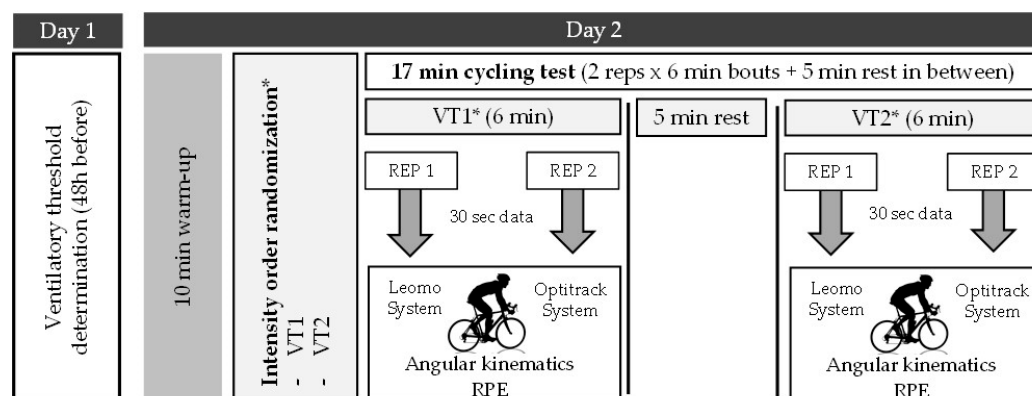 Day 1
Day 2
Ventilatory threshold
determination (48h before)
10 min warm-up
Intensity order randomization*
- VT1
- VT2
17 min cycling test (2 reps x 6 min bouts + 5 min rest in between)
VT1* (6 min)
5 min rest
VT2* (6 min)
REP 1
REP 2
30 sec data
Leomo
System
Optitrack
System
Angular kinematics
RPE
REP 1
REP 2
30 sec data
Leomo
System
Optitrack
System
Angular kinematics
RPE